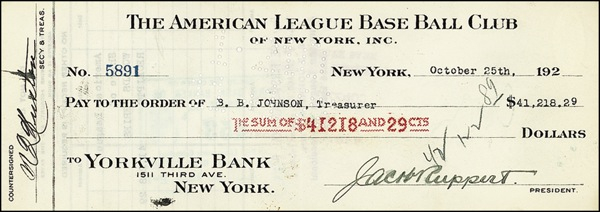 THE AMERICAN LEAGUE BASE BALL CLUB
OF NEW YORK, INC.
No. 5891 NEW YORK, October 25th, 192
PAY TO THE ORDER OF B. B. JOHNSON, Treasurer $41,218.29
THE SUM OF $41218 AND 29 CTS DOLLARS
TO YORKVILLE BANK
1511 THIRD AVE.
NEW YORK.
Jacob Ruppert.
PRESIDENT.
COUNTERSIGNED
SECY & TREAS.